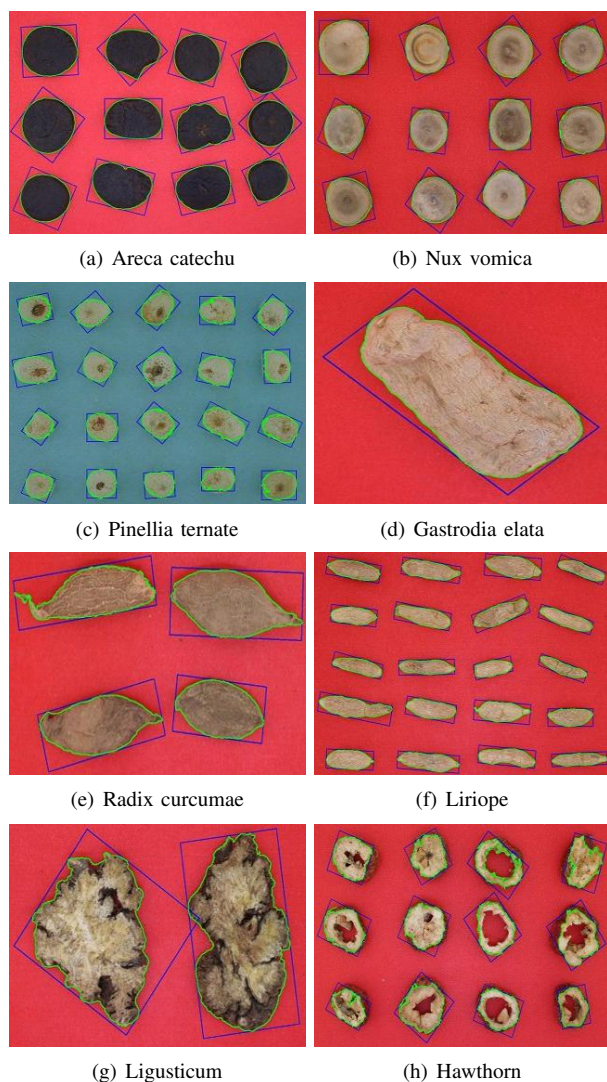 (a) Areca catechu
(b) Nux vomica
(c) Pinellia ternate
(d) Gastrodia elata
(e) Radix curcumae
(f) Liriope
(g) Ligusticum
(h) Hawthorn